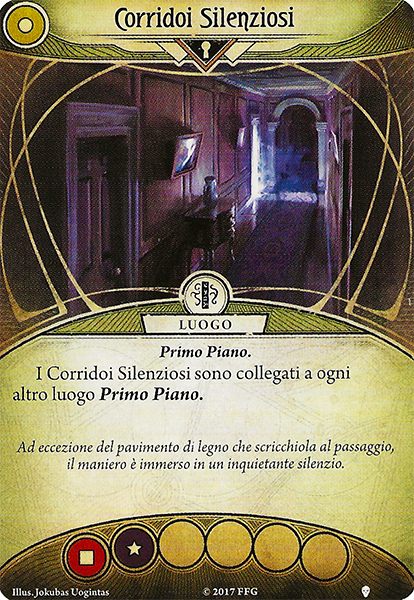 Corridoi Silenziosi
LUOGO
Primo Piano.
I Corridoi Silenziosi sono collegati a ogni
altro luogo Primo Piano.
Ad eccezione del pavimento di legno che scricchiola al passaggio,
il maniero è immerso in un inquietante silenzio.
Illus. Jokubas Uogintas
© 2017 FFG